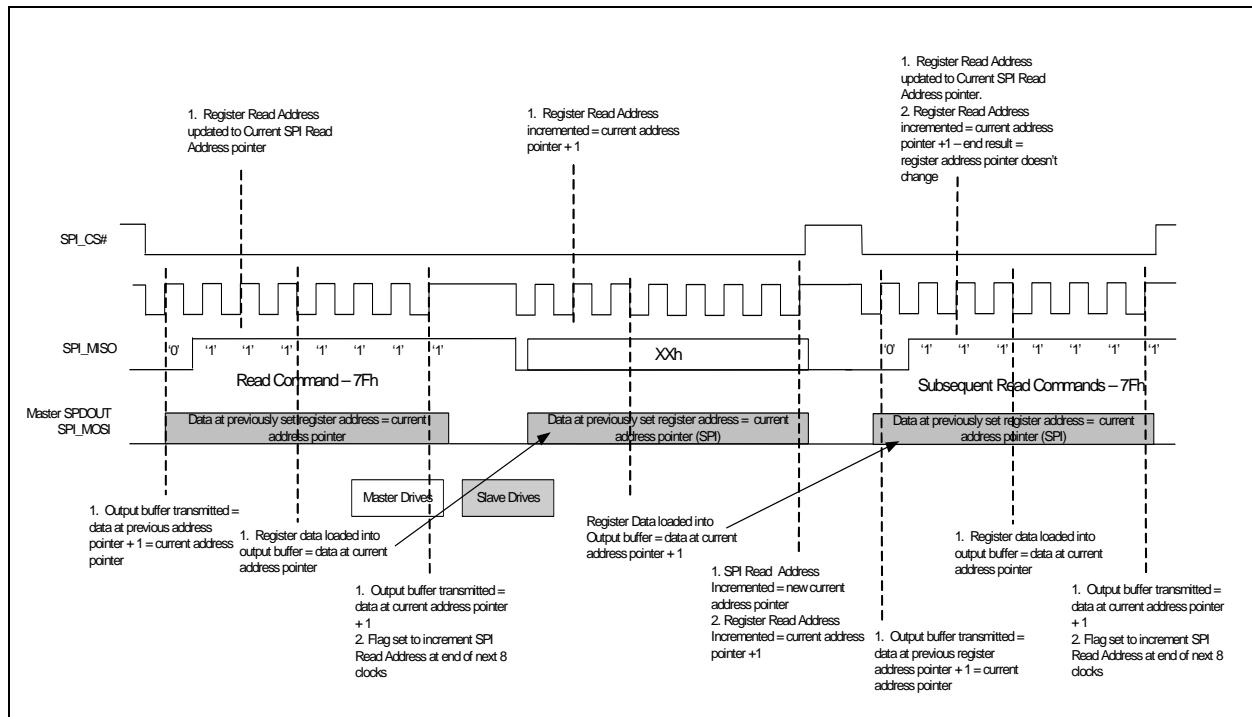 1. Register Read Address
updated to Current SPI Read
Address pointer
1. Register Read Address
incremented = current address
pointer + 1
1. Register Read Address
updated to Current SPI Read
Address pointer.
2. Register Read Address
incremented = current address
pointer +1 – end result =
register address pointer doesn't
change
SPI_CS#
SPI_MISO
'0' '1' '1' '1' '1' '1' '1' '1'
XXh
'0' '1' '1' '1' '1' '1' '1' '1'
Read Command – 7Fh
Subsequent Read Commands – 7Fh
Master SPDOUT
SPI_MOSI
Data at previously set register address = current
address pointer
Data at previously set register address = current
address pointer (SPI)
Data at previously set register address = current
address pointer (SPI)
Master Drives
Slave Drives
1. Output buffer transmitted =
data at previous address
pointer + 1 = current address
pointer
1. Register data loaded into
output buffer = data at current
address pointer
1. Output buffer transmitted =
data at current address pointer
+ 1
2. Flag set to increment SPI
Read Address at end of next 8
clocks
Register Data loaded into
Output buffer = data at current
address pointer + 1
1. SPI Read Address
Incremented = new current
address pointer
2. Register Read Address
Incremented = current address
pointer +1
1. Output buffer transmitted =
data at previous register
address pointer + 1 = current
address pointer
1. Register data loaded into
output buffer = data at current
address pointer
1. Output buffer transmitted =
data at current address pointer
+ 1
2. Flag set to increment SPI
Read Address at end of next 8
clocks